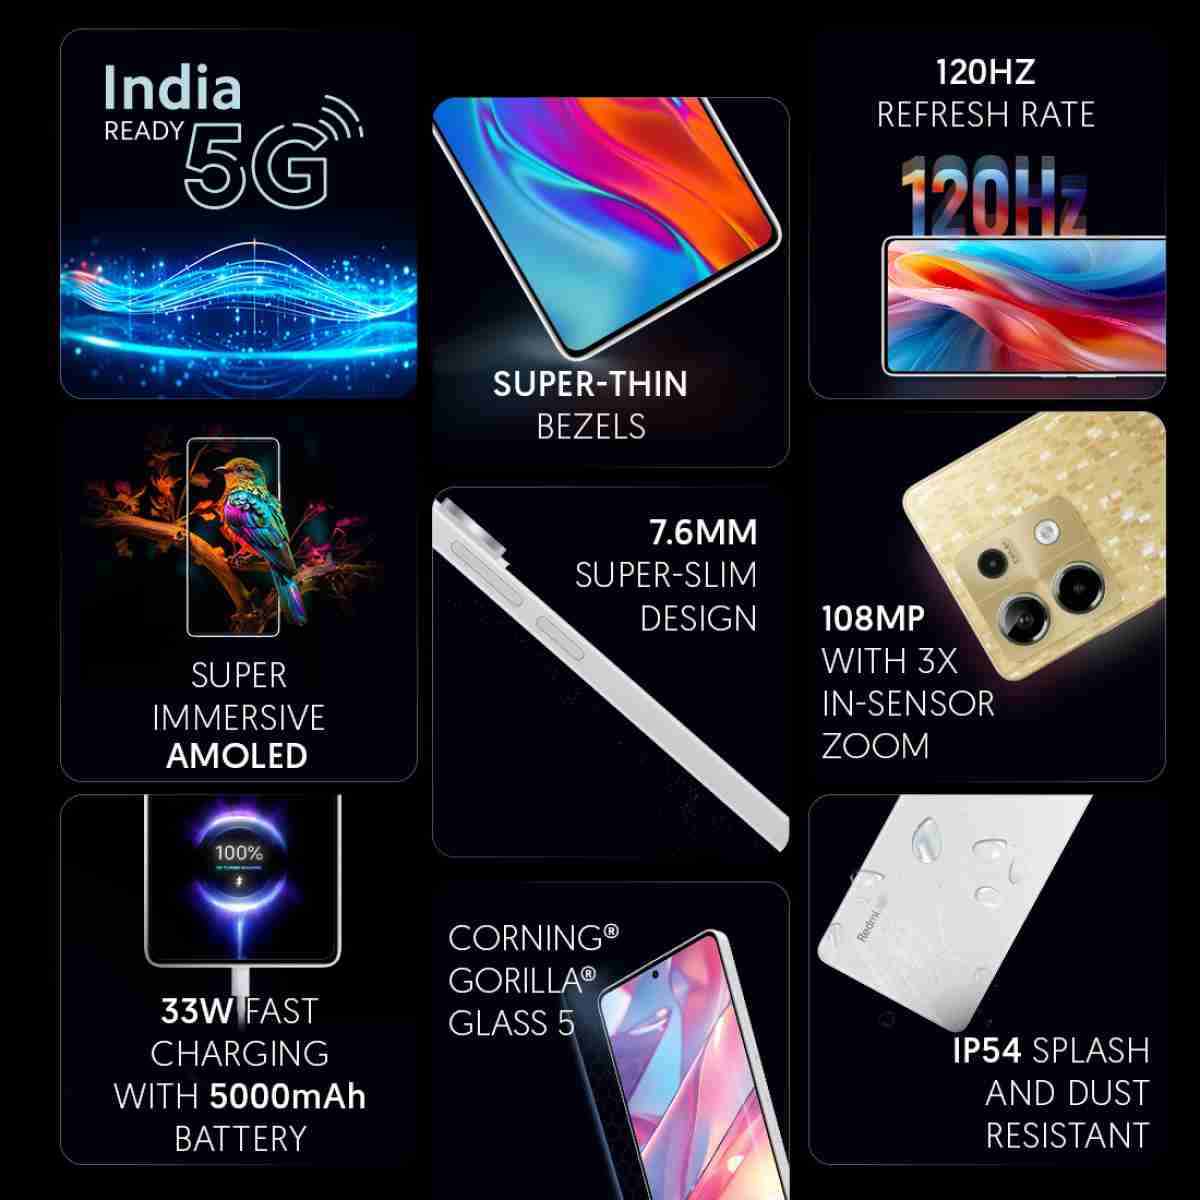 India
READY
5G
SUPER-THIN
BEZELS
120HZ
REFRESH RATE
120Hz
SUPER
IMMERSIVE
AMOLED
7.6MM
SUPER-SLIM
DESIGN
108MP
WITH 3X
IN-SENSOR
ZOOM
100%
33W FAST
CHARGING
WITH 5000mAh
BATTERY
CORNING®
GORILLA®
GLASS 5
Redmi
IP54 SPLASH
AND DUST
RESISTANT